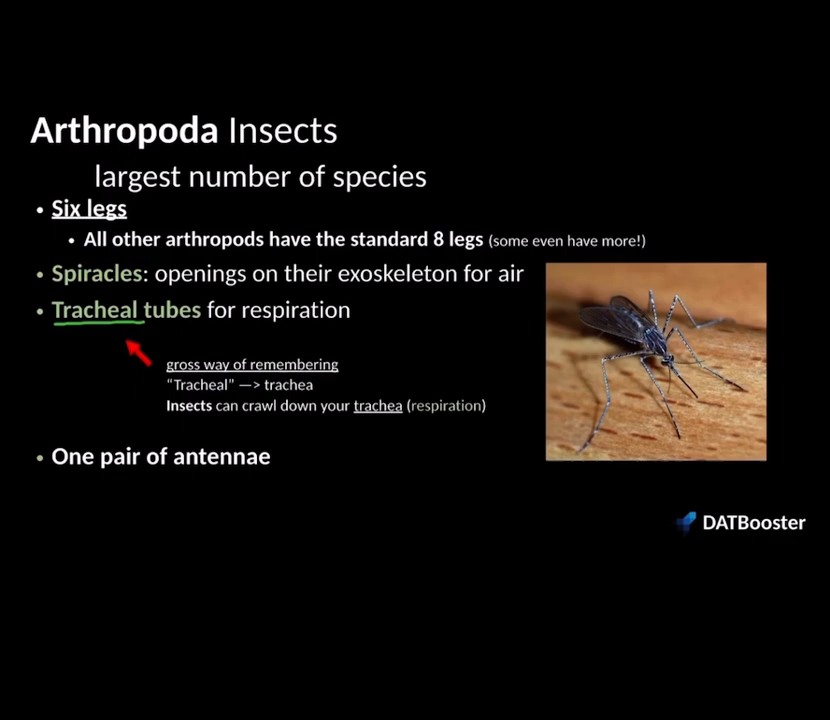 Arthropoda Insects
largest number of species
• Six legs
• All other arthropods have the standard 8 legs (some even have more!)
• Spiracles: openings on their exoskeleton for air
• Tracheal tubes for respiration
gross way of remembering
“Tracheal” —> trachea
Insects can crawl down your trachea (respiration)
• One pair of antennae
DATBooster